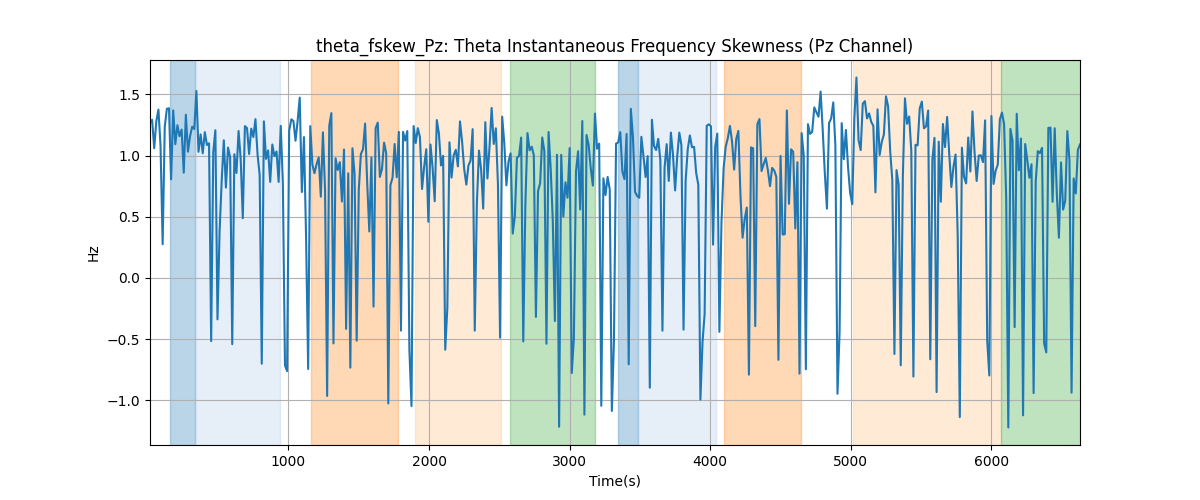 theta_fskew_Pz: Theta Instantaneous Frequency Skewness (Pz Channel)
1.5
1.0
0.5
0.0
−0.5
−1.0
Hz
1000 2000 3000 4000 5000 6000
Time(s)